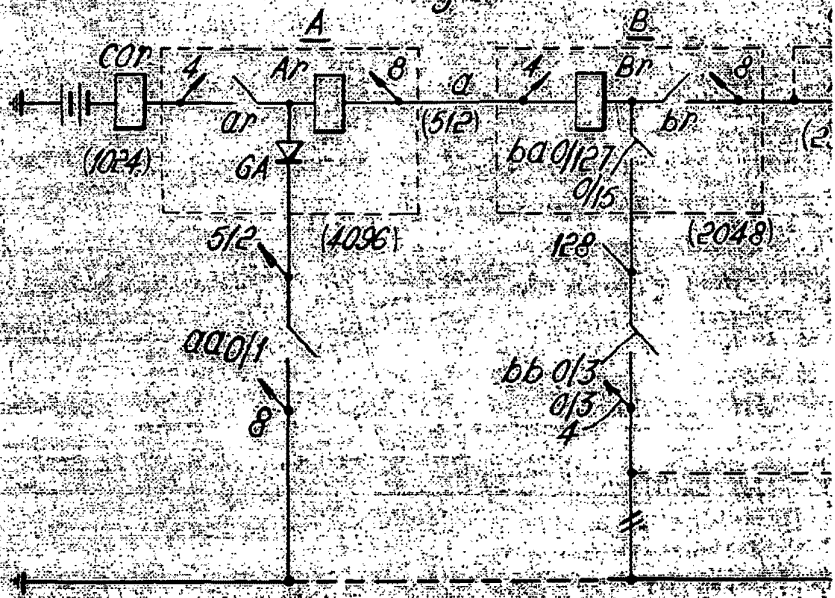 A
B
cor
4
Ar
8
a
4
Br
8
ar
(512)
br
(1024)
GA
ba 0/127
0/15
512
(4096)
128
(2048)
aa 0/1
bb 0/3
0/3
8
4